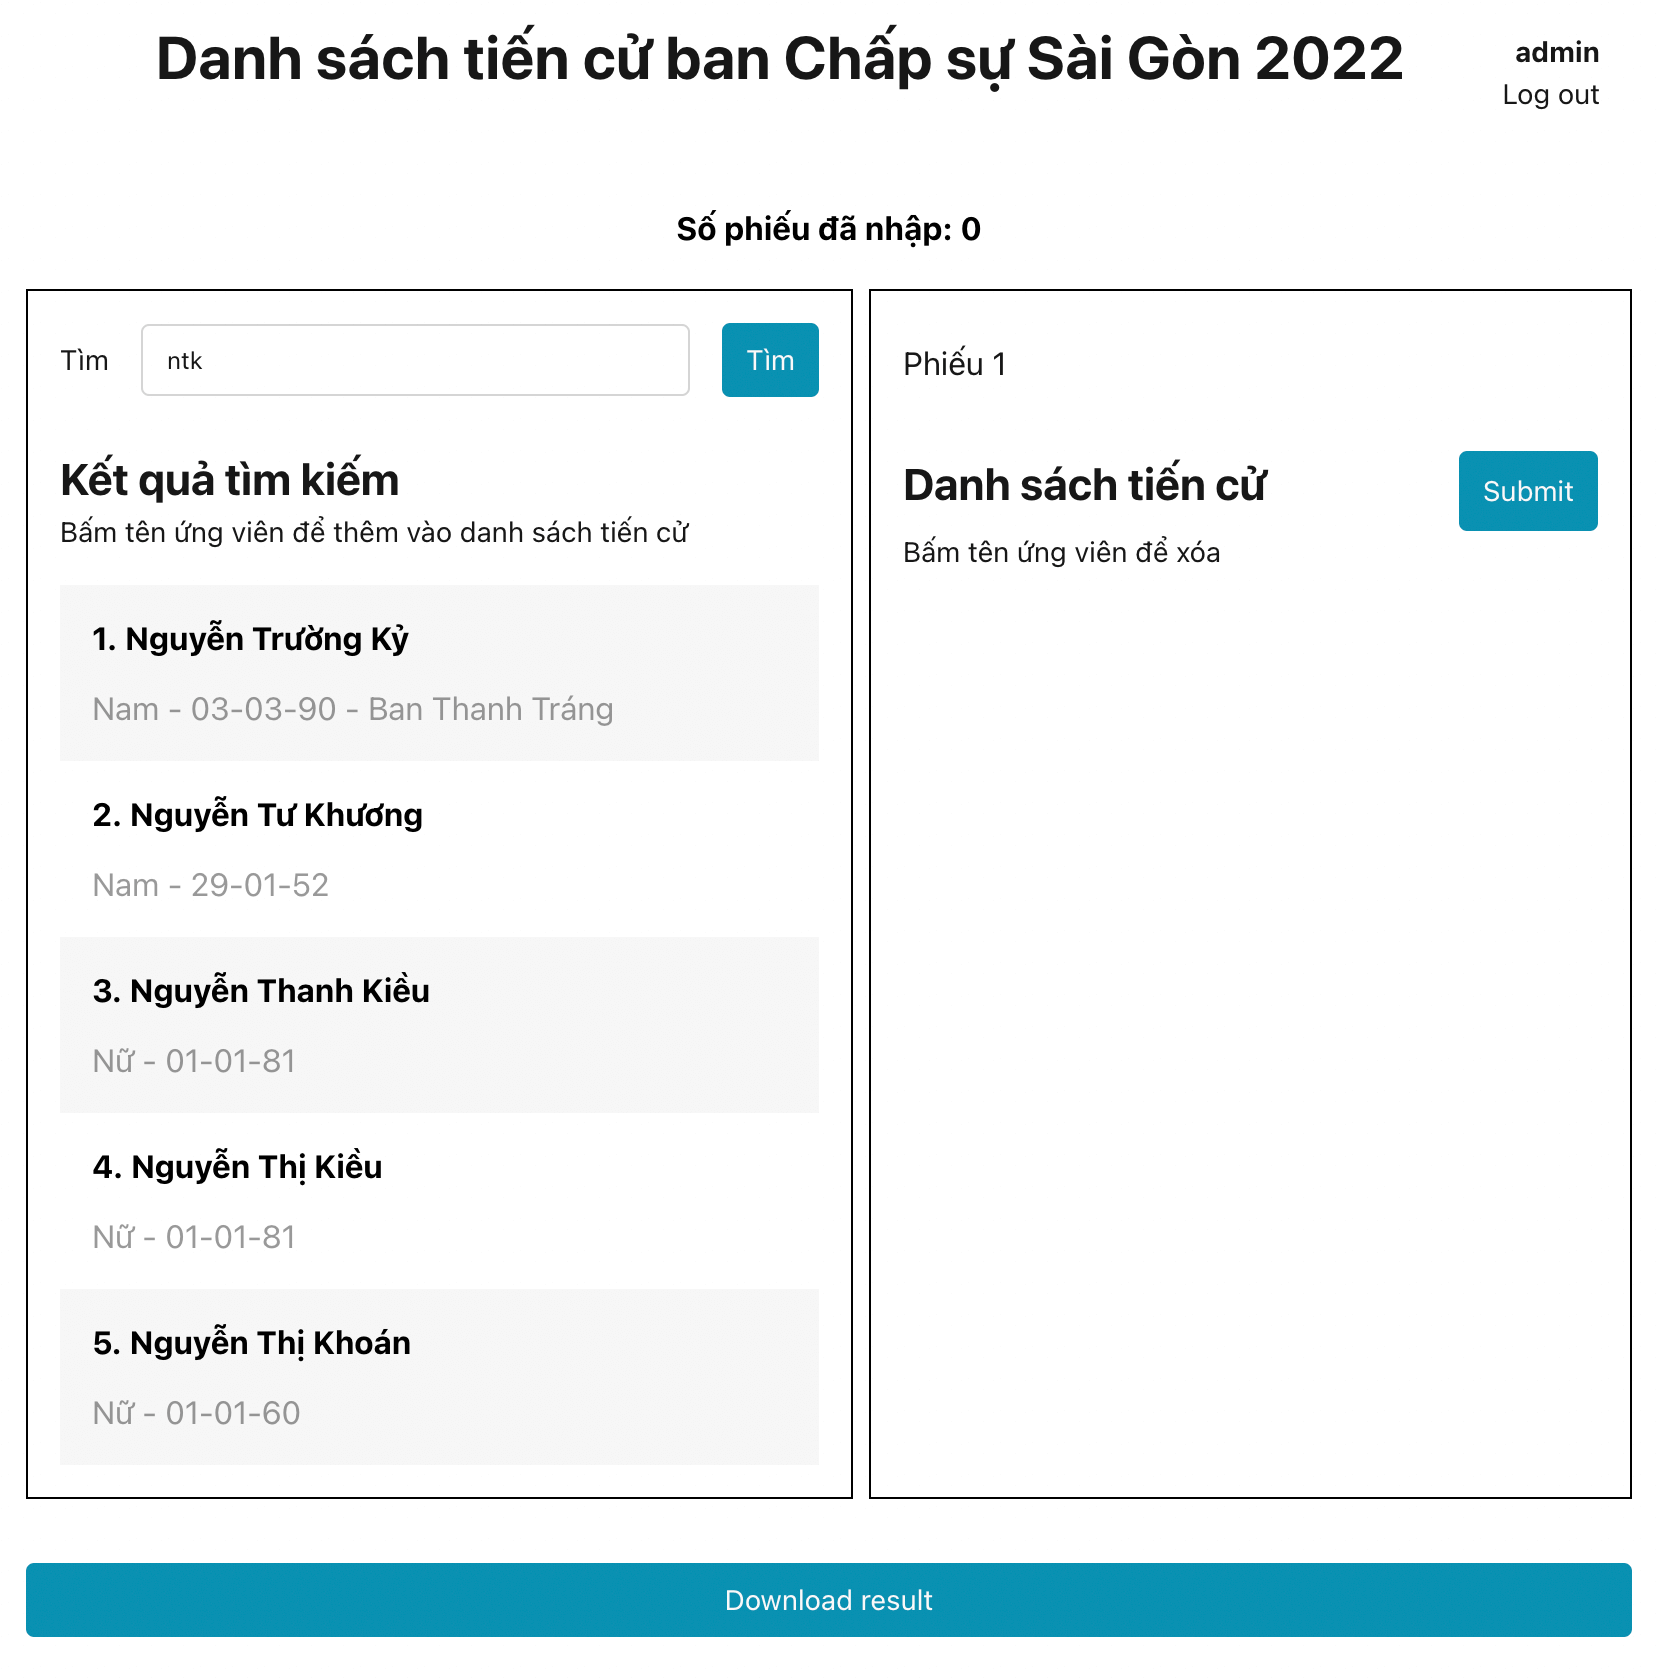 Danh sách tiến cử ban Chấp sự Sài Gòn 2022
admin
Log out
Số phiếu đã nhập: 0
Tìm
ntk
Tìm
Kết quả tìm kiếm
Bấm tên ứng viên để thêm vào danh sách tiến cử
1. Nguyễn Trường Kỷ
Nam - 03-03-90 - Ban Thanh Tráng
2. Nguyễn Tư Khương
Nam - 29-01-52
3. Nguyễn Thanh Kiều
Nữ - 01-01-81
4. Nguyễn Thị Kiều
Nữ - 01-01-81
5. Nguyễn Thị Khoán
Nữ - 01-01-60
Phiếu 1
Danh sách tiến cử
Submit
Bấm tên ứng viên để xóa
Download result